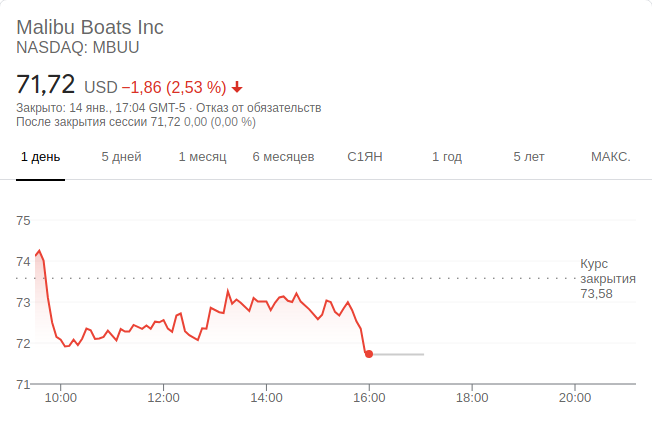 Malibu Boats Inc
NASDAQ: MBUU
71,72 USD −1,86 (2,53 %)
Закрыто: 14 янв., 17:04 GMT-5 · Отказ от обязательств
После закрытия сессии 71,72 0,00 (0,00 %)
1 день 5 дней 1 месяц 6 месяцев С1ЯН 1 год 5 лет МАКС.
75
74
Курс
закрытия
73,58
73
72
71
10:00 12:00 14:00 16:00 18:00 20:00